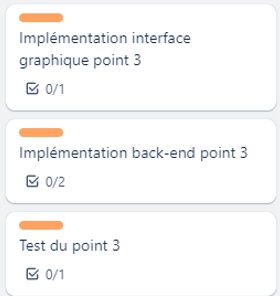 Implémentation interface
graphique point 3
0/1
Implémentation back-end point 3
0/2
Test du point 3
0/1